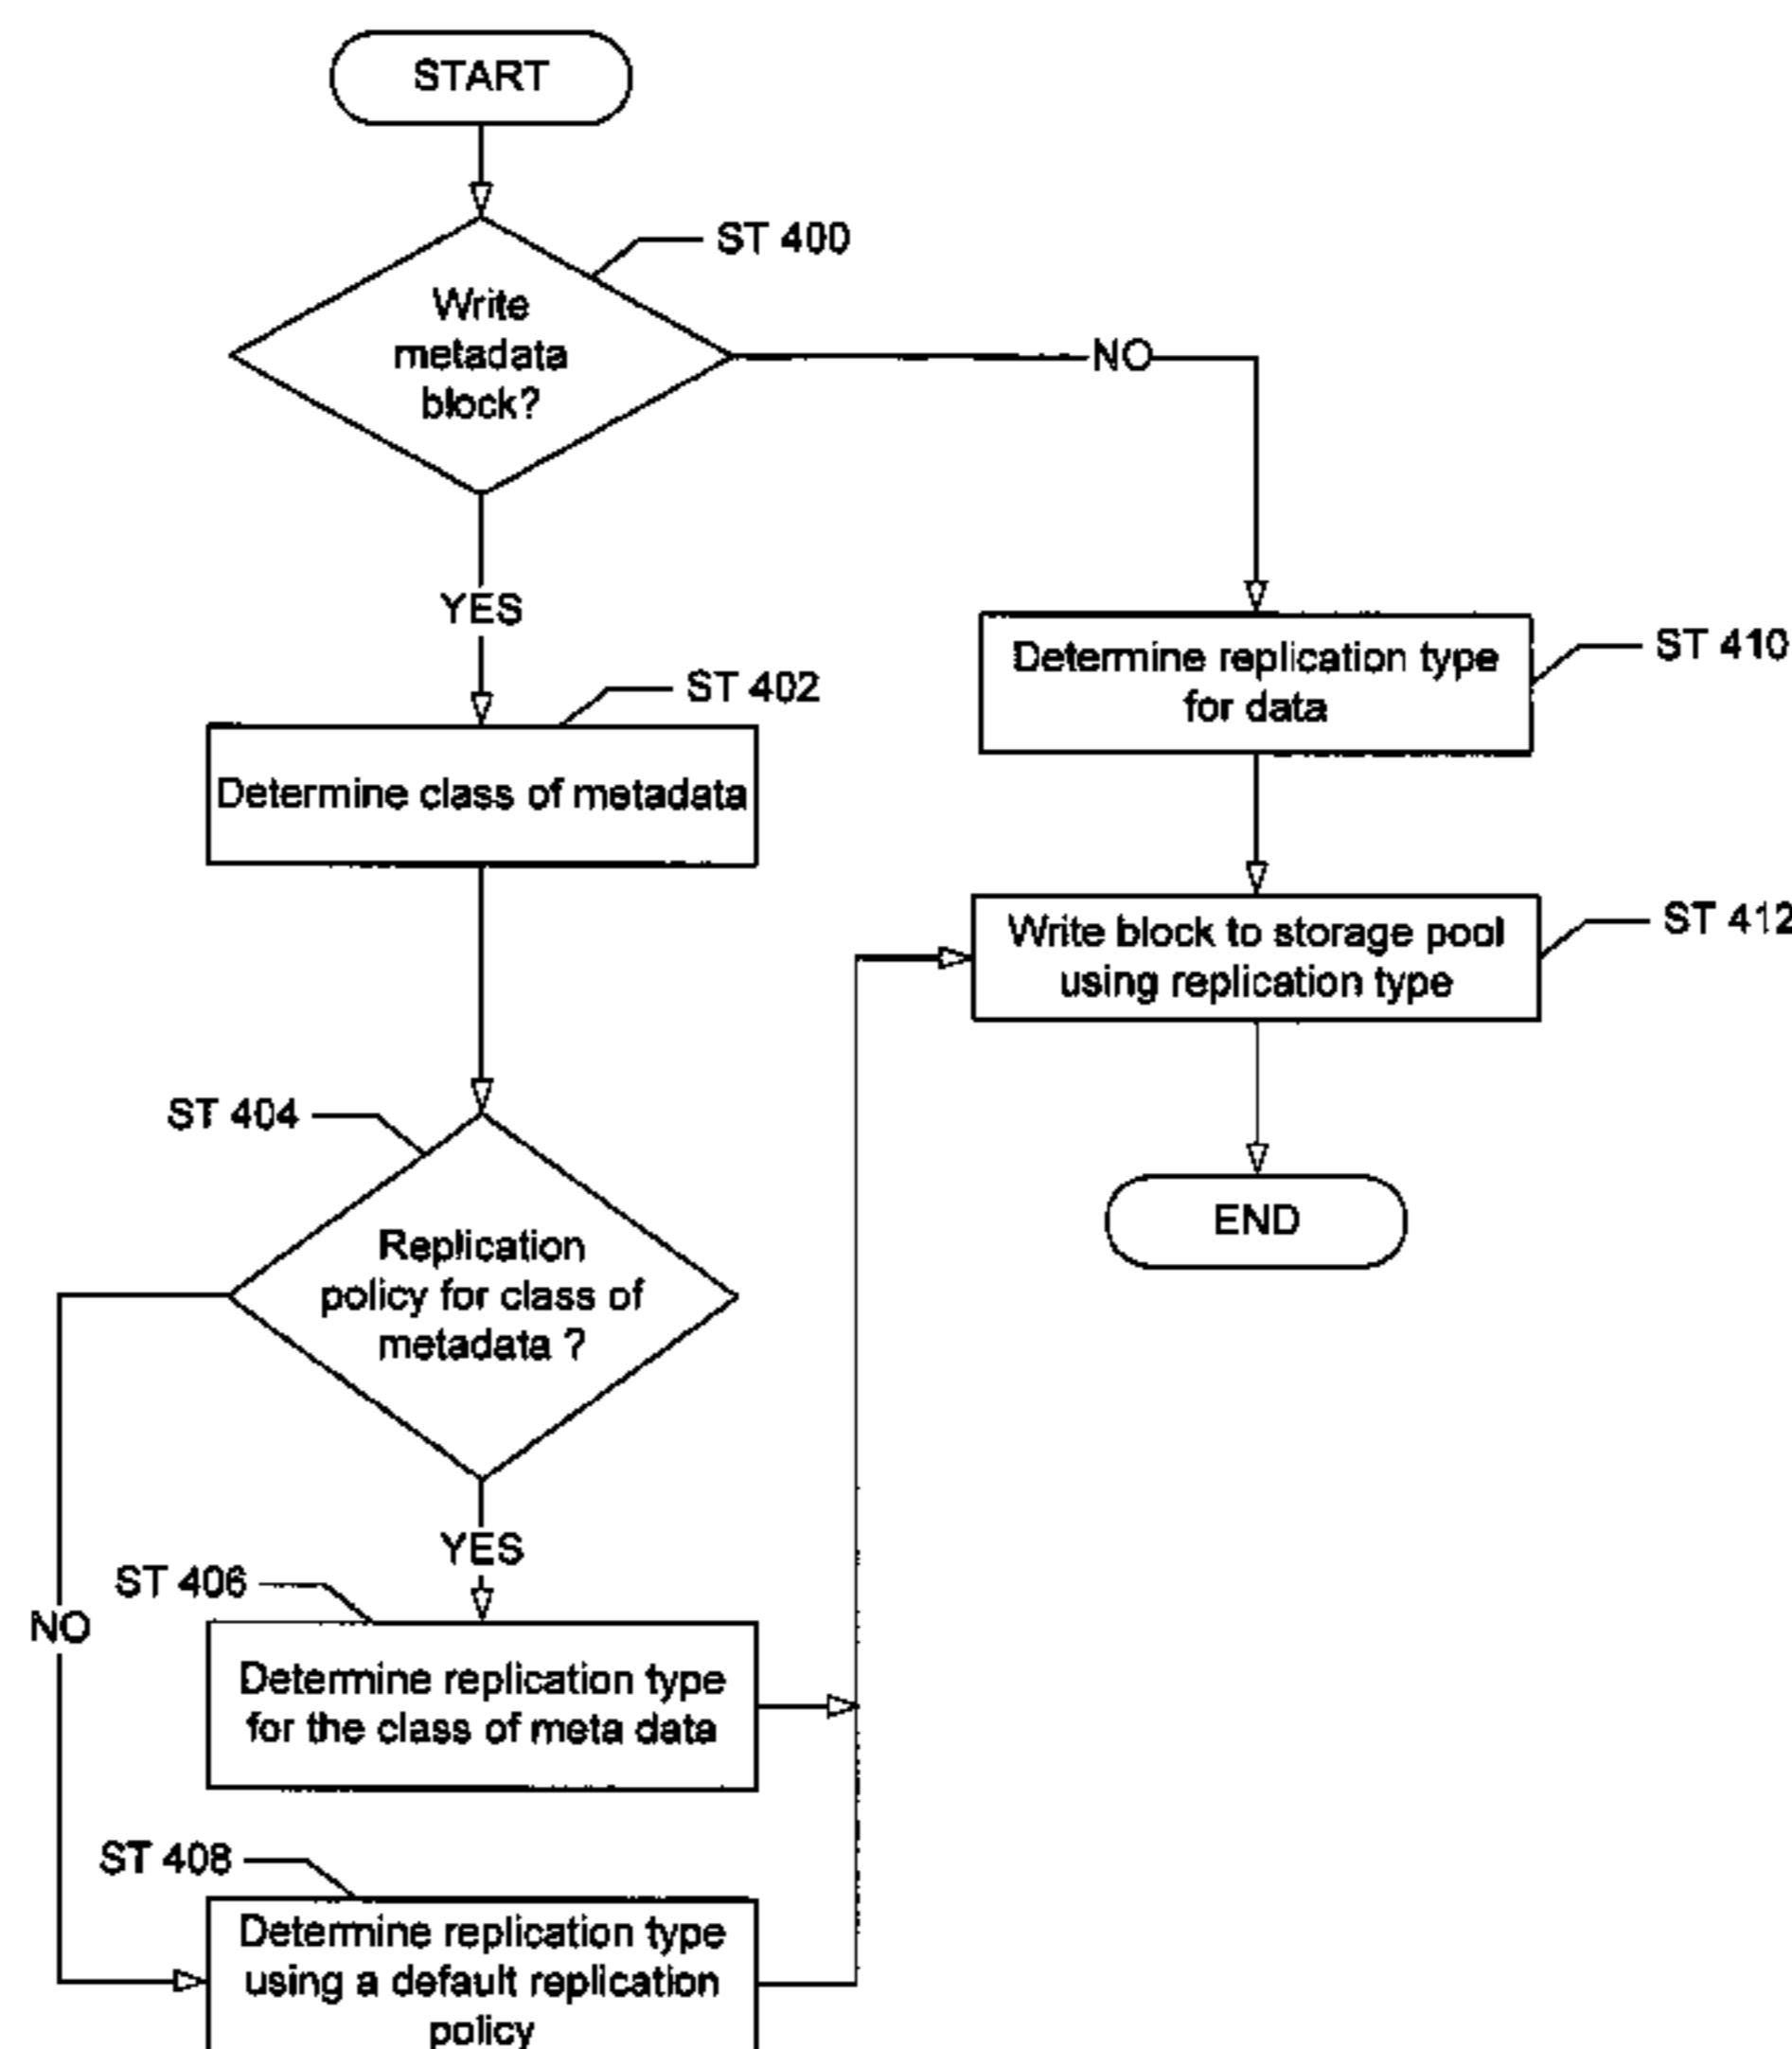 START
ST 400
Write
metadata
block?
NO
YES
ST 402
Determine class of metadata
Determine replication type
for data
ST 410
Write block to storage pool
using replication type
ST 412
END
ST 404
Replication
policy for class of
metadata ?
YES
NO
ST 406
Determine replication type
for the class of meta data
ST 408
Determine replication type
using a default replication
policy